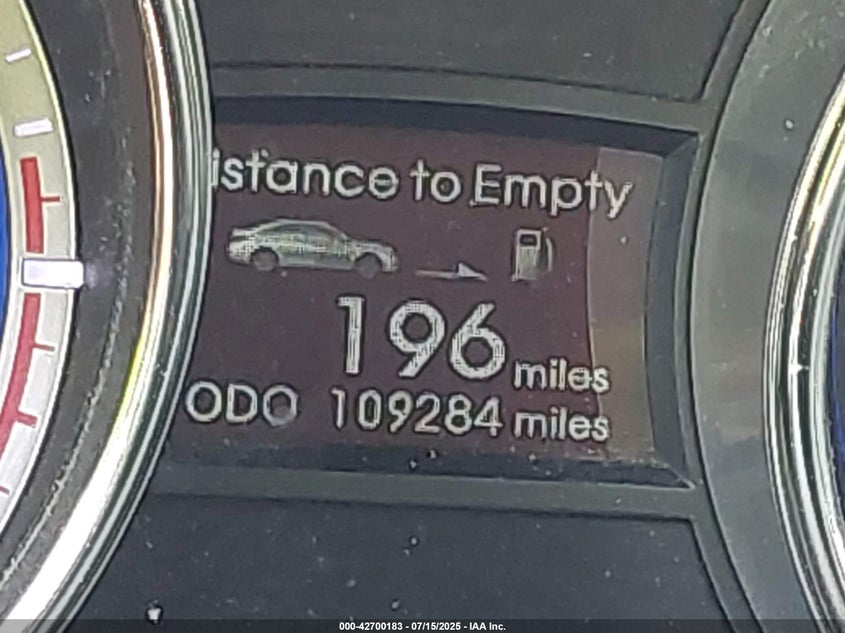 istance to Empty
196 miles
ODO 109284 miles
000-42700183 - 07/15/2025 - IAA Inc.